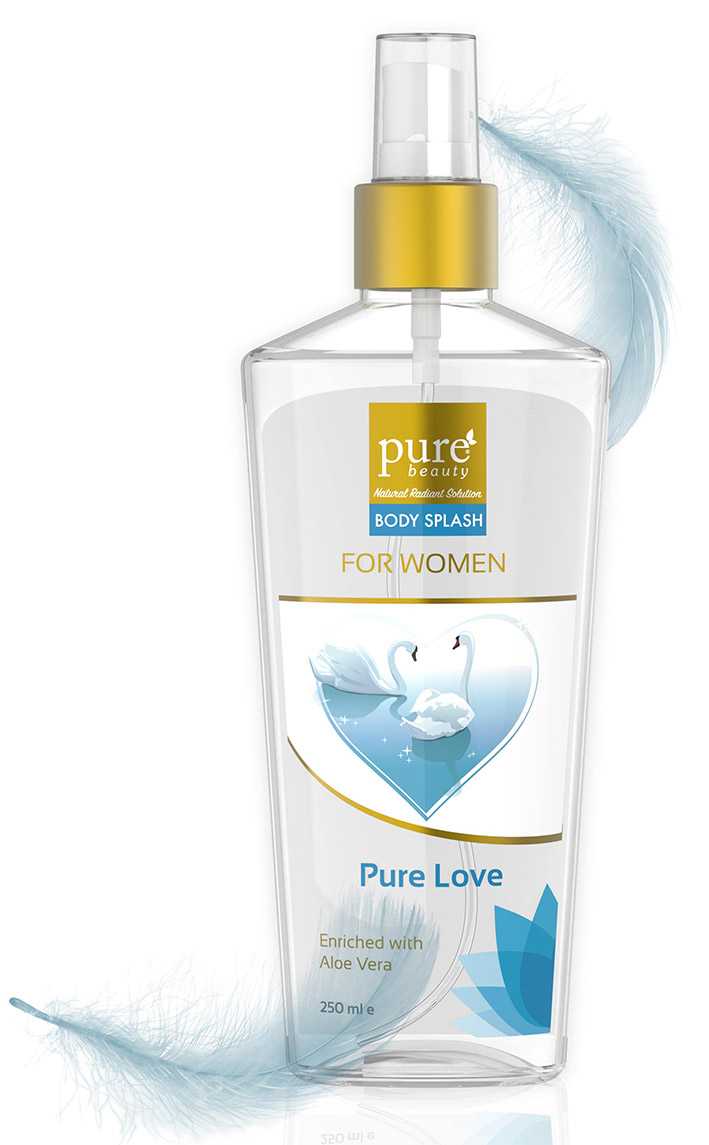 pure
beauty
Natural Radiant Solution
BODY SPLASH
FOR WOMEN
Pure Love
Enriched with
Aloe Vera
250 ml e